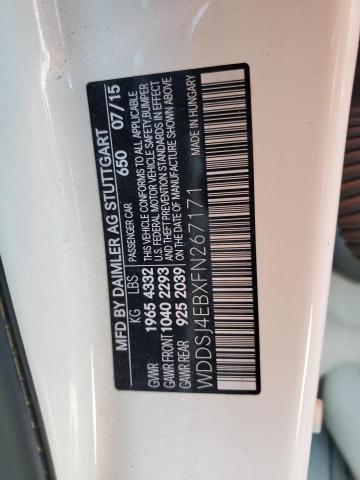 MFD BY DAIMLER AG STUTTGART
650 07/15
PASSENGER CAR
KG LBS
GVWR 1965 4332
GAWR FRONT 1040 2293
GAWR REAR 925 2039
THIS VEHICLE CONFORMS TO ALL APPLICABLE
U.S. FEDERAL MOTOR VEHICLE SAFETY, BUMPER
AND THEFT PREVENTION STANDARDS IN EFFECT
ON THE DATE OF MANUFACTURE SHOWN ABOVE
WDDSJ4EBXFN267171
MADE IN HUNGARY